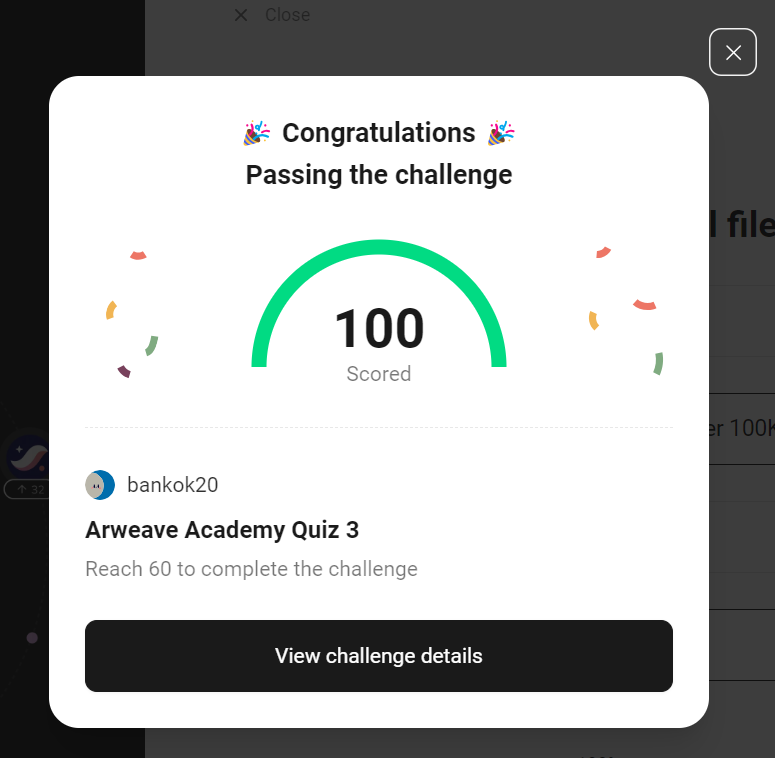 Close
Congratulations
Passing the challenge
file
100
Scored
er 100K
32
bankok20
Arweave Academy Quiz 3
Reach 60 to complete the challenge
View challenge details